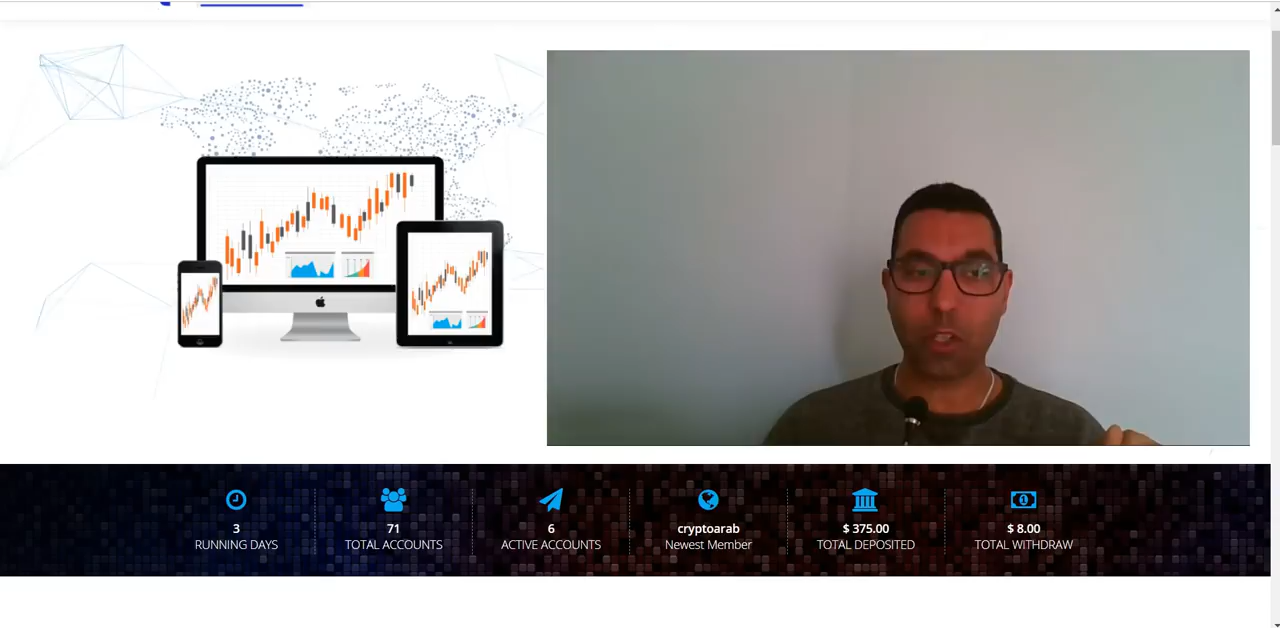 3
RUNNING DAYS
71
TOTAL ACCOUNTS
6
ACTIVE ACCOUNTS
cryptoarab
Newest Member
$ 375.00
TOTAL DEPOSITED
$ 8.00
TOTAL WITHDRAW